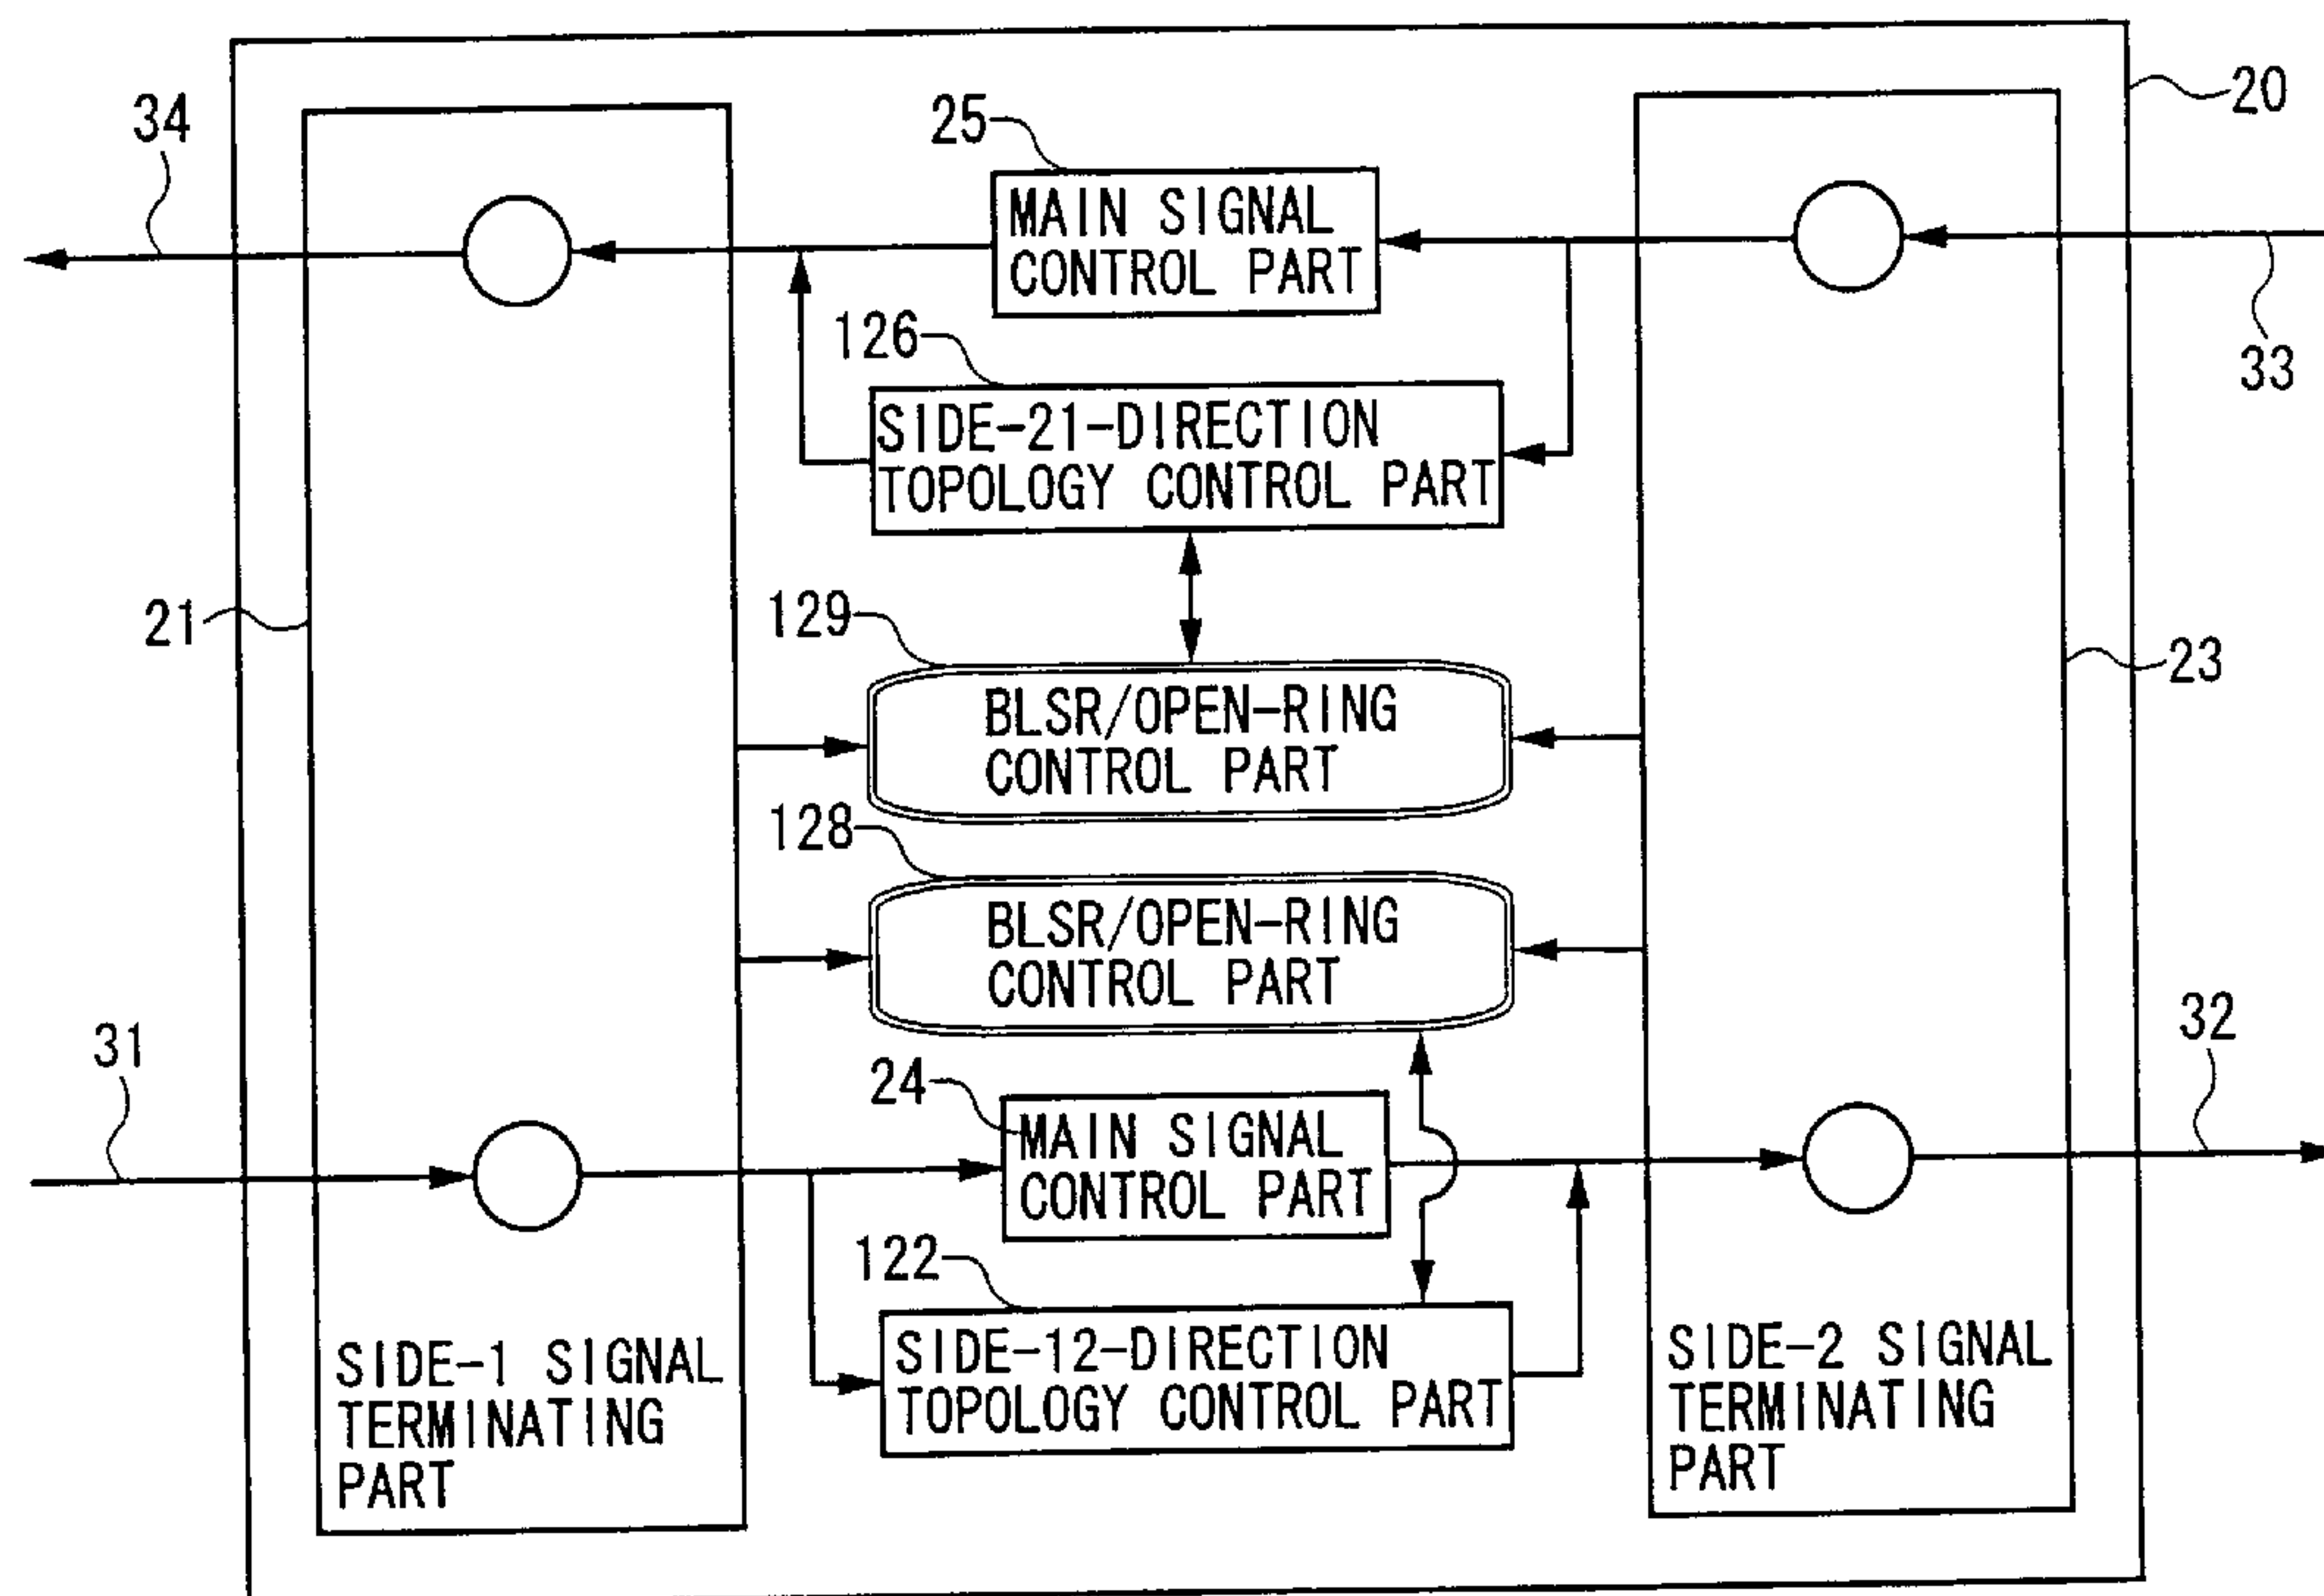 20
34
25
MAIN SIGNAL
CONTROL PART
33
126
SIDE-21-DIRECTION
TOPOLOGY CONTROL PART
21
129
BLSR/OPEN-RING
CONTROL PART
23
128
BLSR/OPEN-RING
CONTROL PART
31
32
24
MAIN SIGNAL
CONTROL PART
122
SIDE-12-DIRECTION
TOPOLOGY CONTROL PART
SIDE-1 SIGNAL
TERMINATING
PART
SIDE-2 SIGNAL
TERMINATING
PART